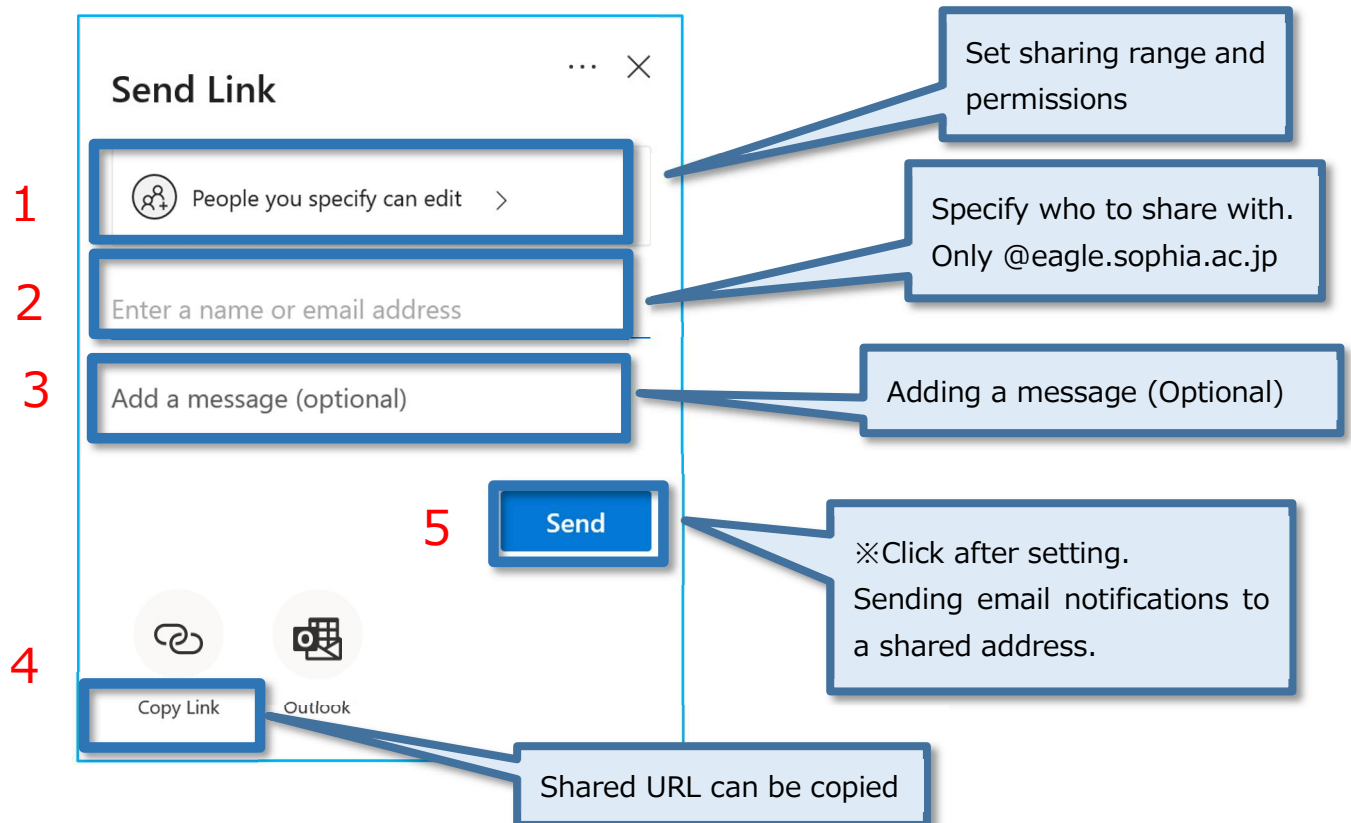 Send Link
...
Set sharing range and
permissions
1
People you specify can edit >
Specify who to share with.
Only @eagle.sophia.ac.jp
2
Enter a name or email address
3
Add a message (optional)
Adding a message (Optional)
5
Send
※Click after setting.
Sending email notifications to
a shared address.
4
Copy Link
Outlook
Shared URL can be copied